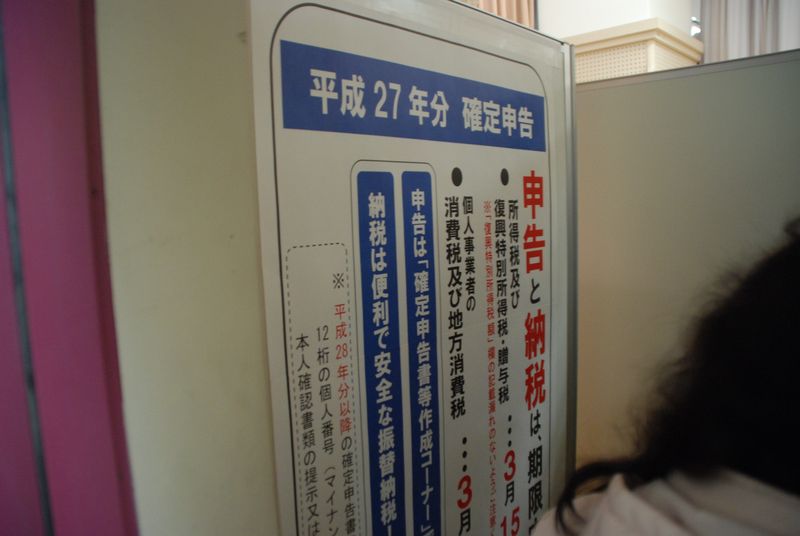 平成27年分 確定申告
申告と納税は、期限
●所得税及び
復興特別所得税・贈与税…3月15
※「復興特別所得税額」欄の記載漏れのないようご注意
●個人事業者の
消費税及び地方消費税…3月
申告は「確定申告書等作成コーナー」
納税は便利で安全な振替納税
※平成28年分以降の確定申告書
12桁の個人番号（マイナン
本人確認書類の提示又は